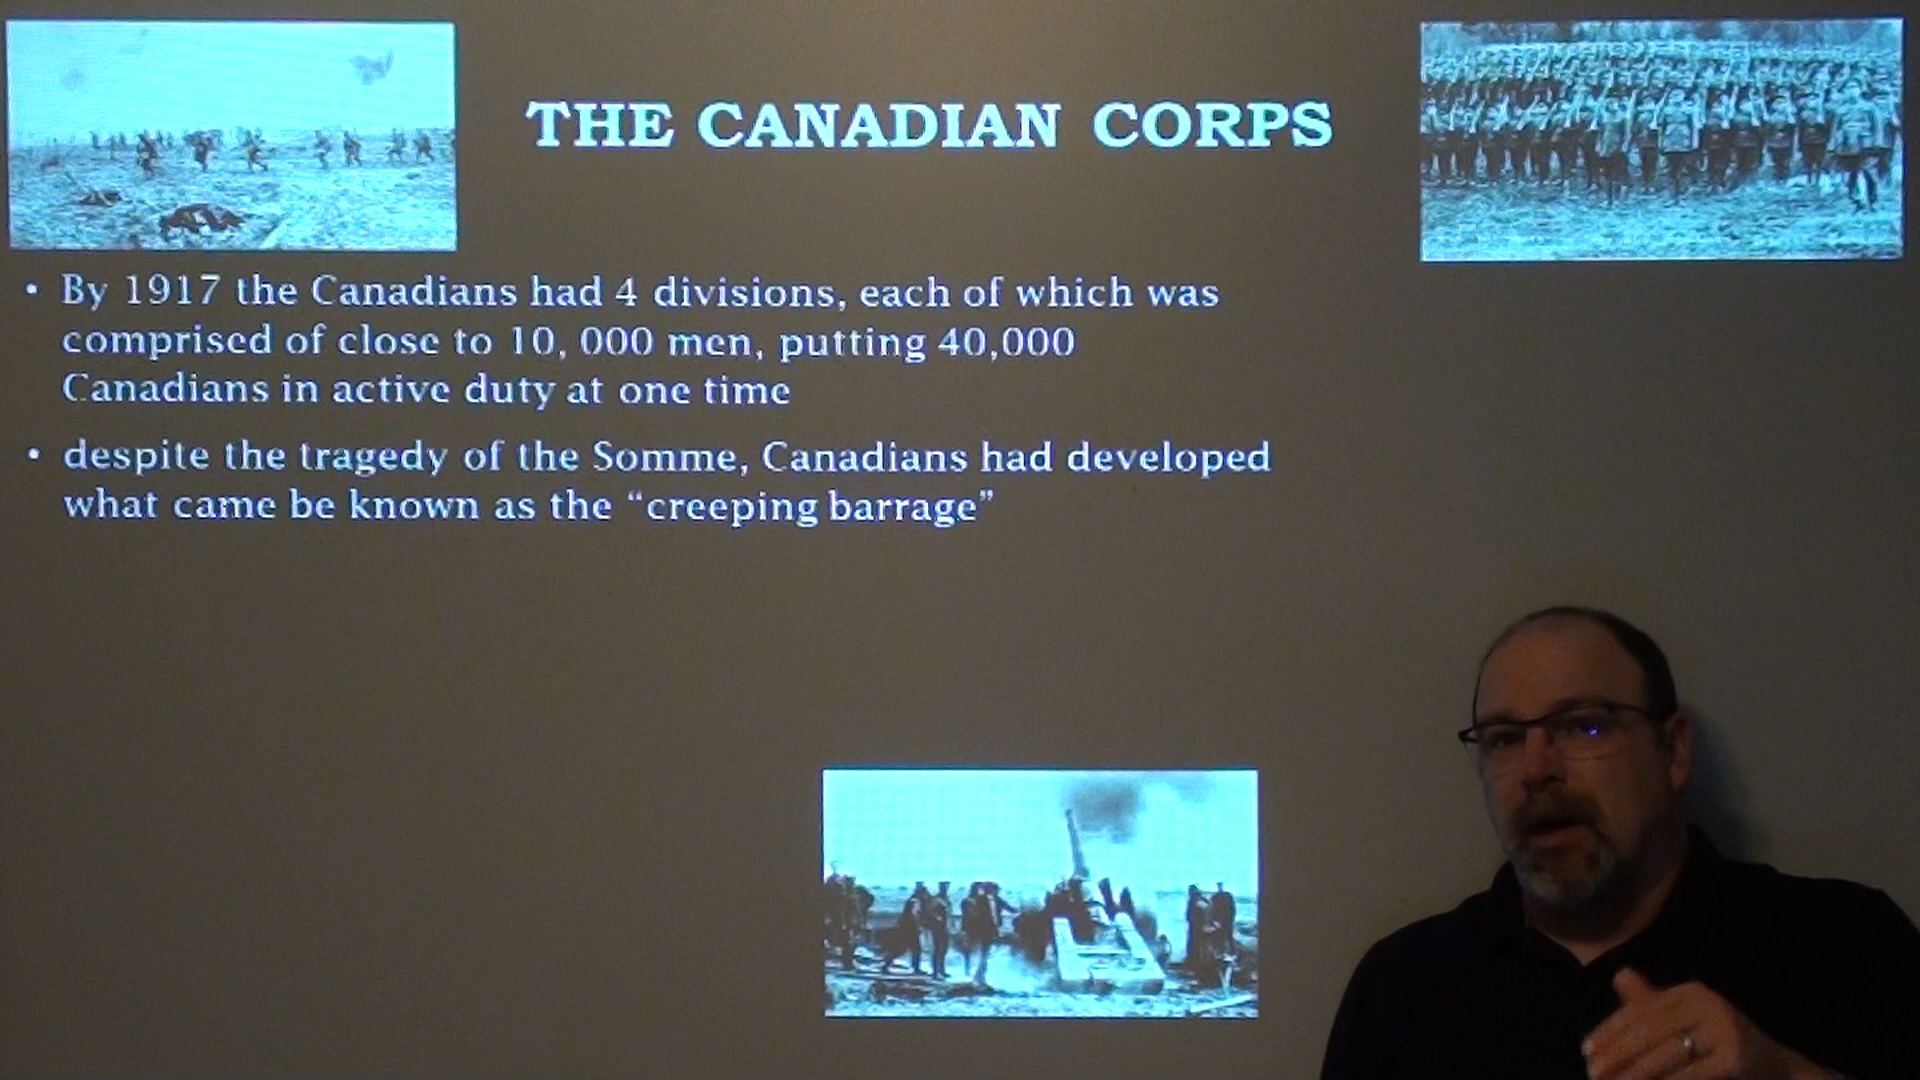 THE CANADIAN CORPS
• By 1917 the Canadians had 4 divisions, each of which was
comprised of close to 10, 000 men, putting 40,000
Canadians in active duty at one time
• despite the tragedy of the Somme, Canadians had developed
what came be known as the “creeping barrage”